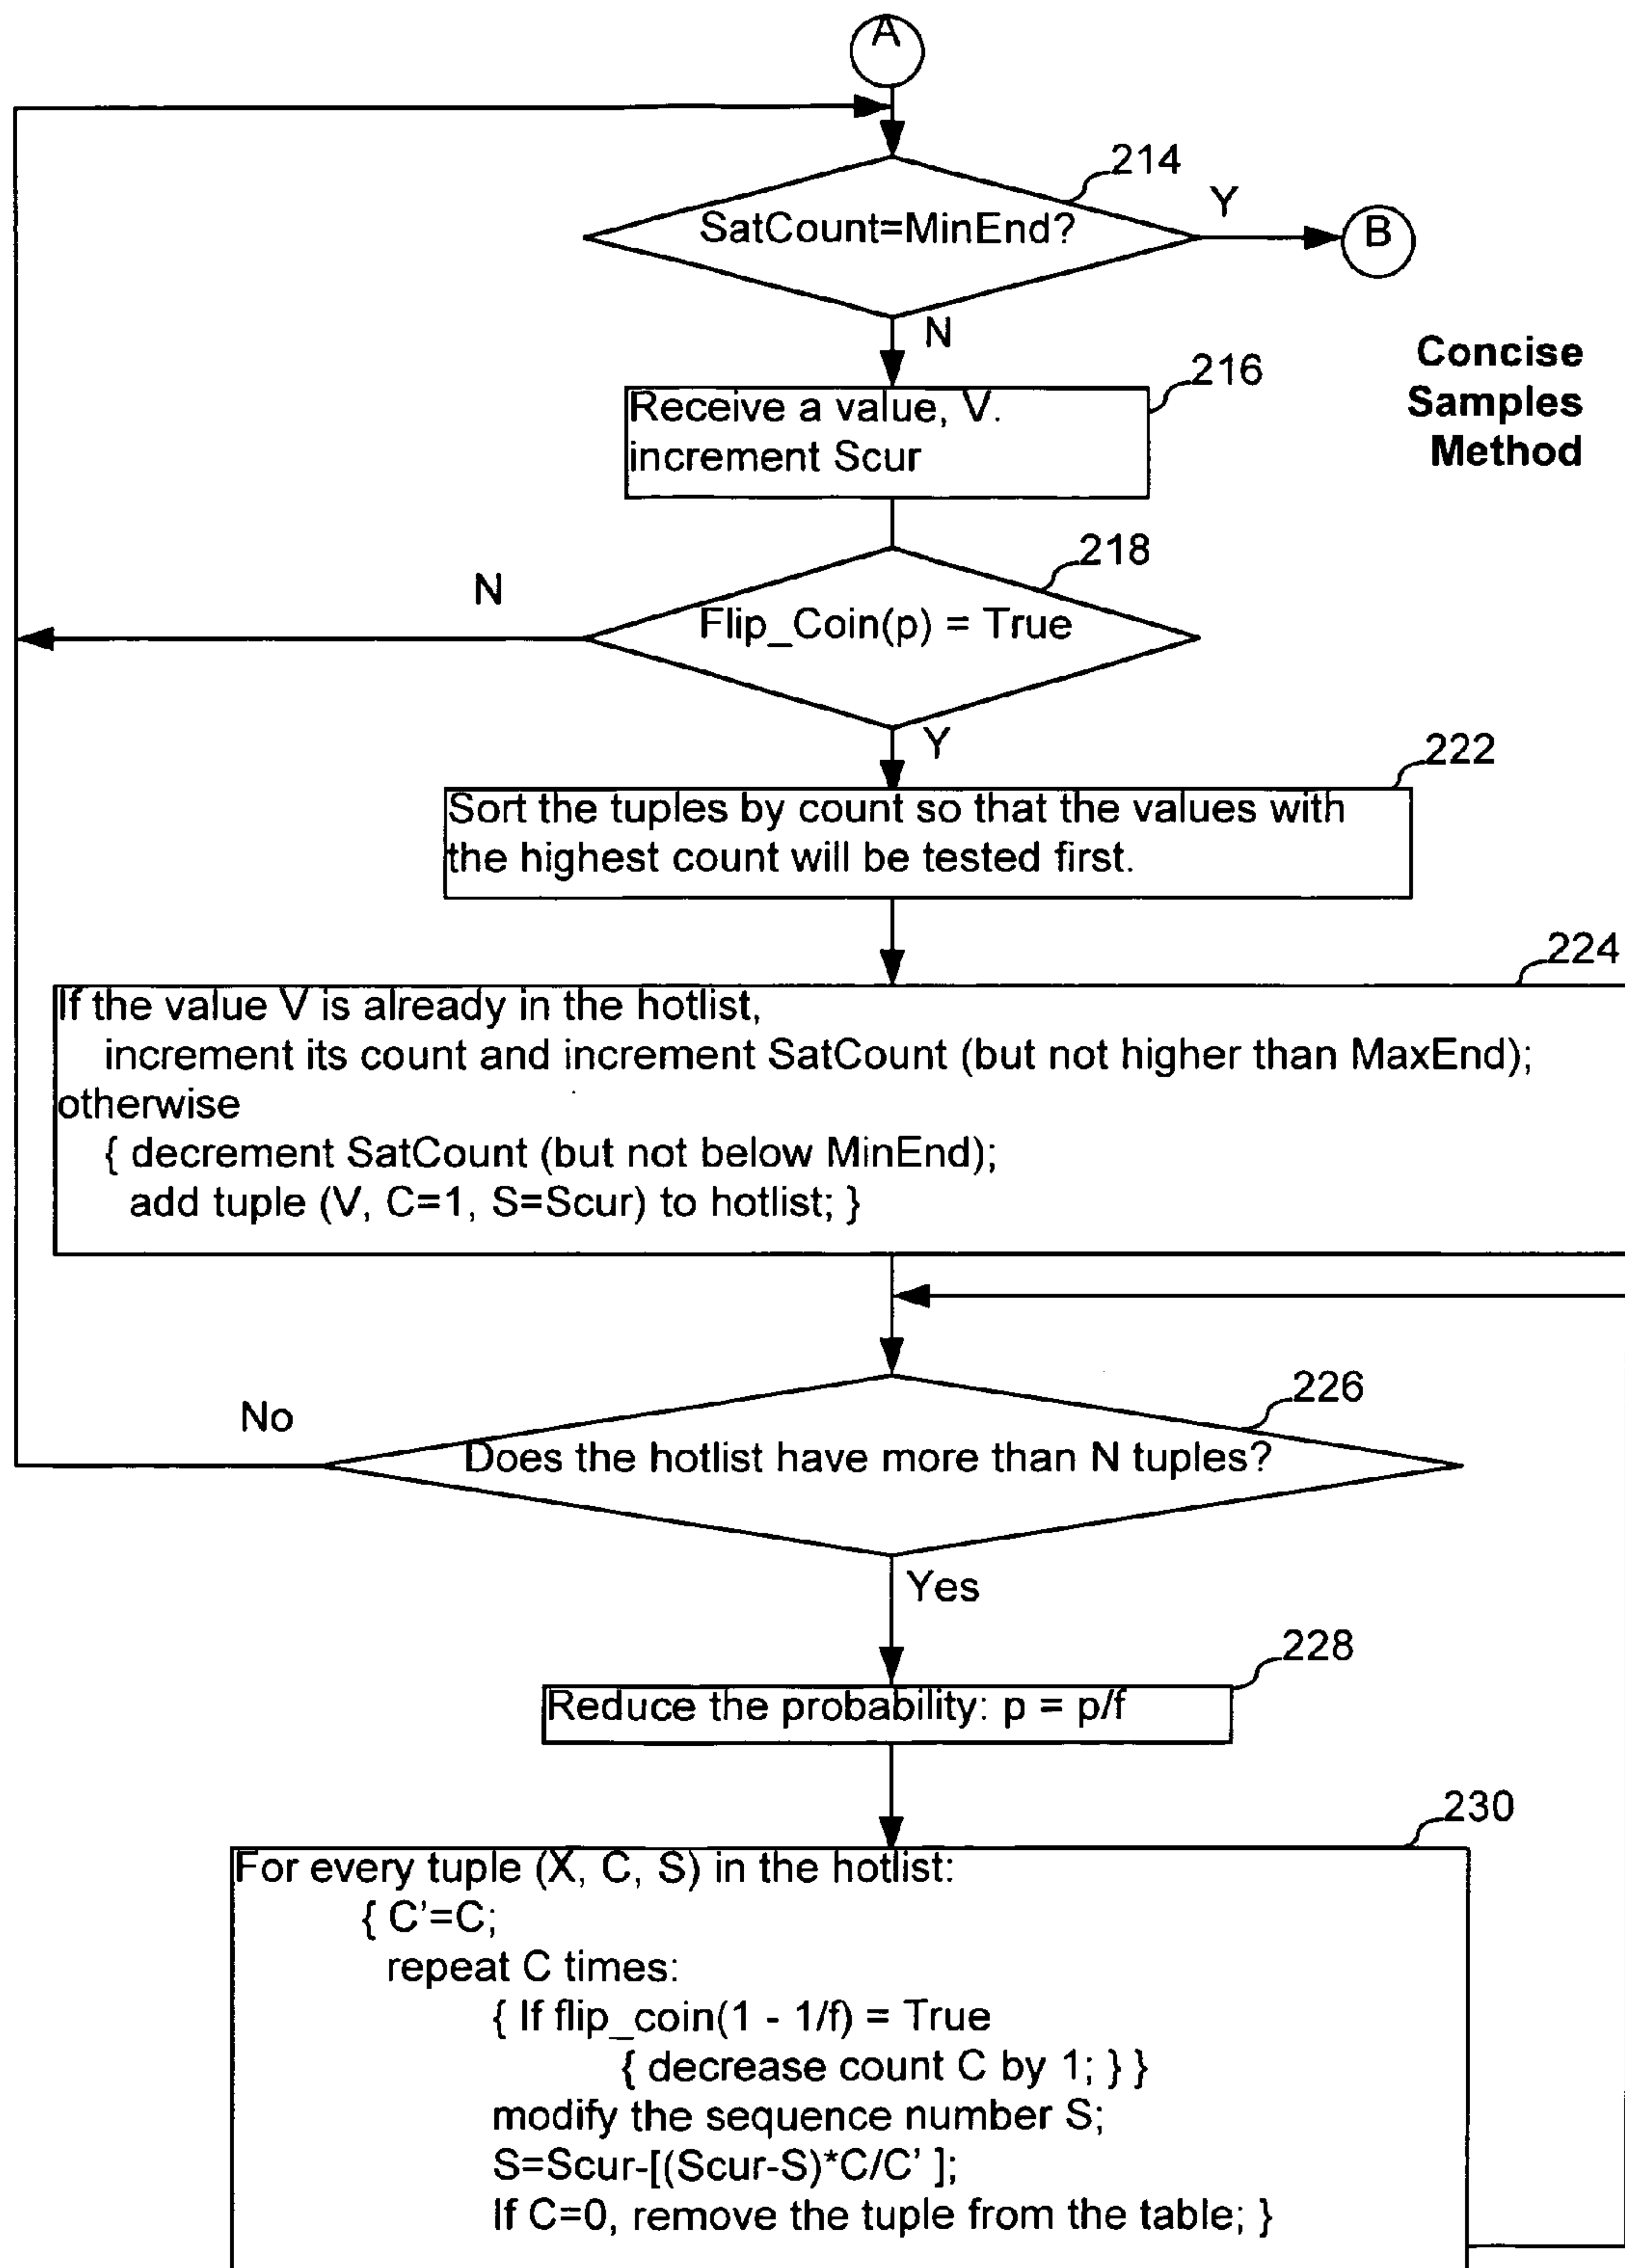 A
214
SatCount=MinEnd?
Y
B
N
Concise
Samples
Method
216
Receive a value, V.
increment Scur
218
N
Flip_Coin(p) = True
Y
222
Sort the tuples by count so that the values with
the highest count will be tested first.
224
If the value V is already in the hotlist,
increment its count and increment SatCount (but not higher than MaxEnd);
otherwise
{ decrement SatCount (but not below MinEnd);
add tuple (V, C=1, S=Scur) to hotlist; }
226
No
Does the hotlist have more than N tuples?
Yes
228
Reduce the probability: p = p/f
230
For every tuple (X, C, S) in the hotlist:
{ C'=C;
repeat C times:
{ If flip_coin(1 - 1/f) = True
{ decrease count C by 1; } }
modify the sequence number S;
S=Scur-[(Scur-S)*C/C' ];
If C=0, remove the tuple from the table; }